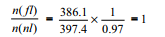 n(fl)/n(nl) = 386.1/397.4 × 1/0.97 = 1